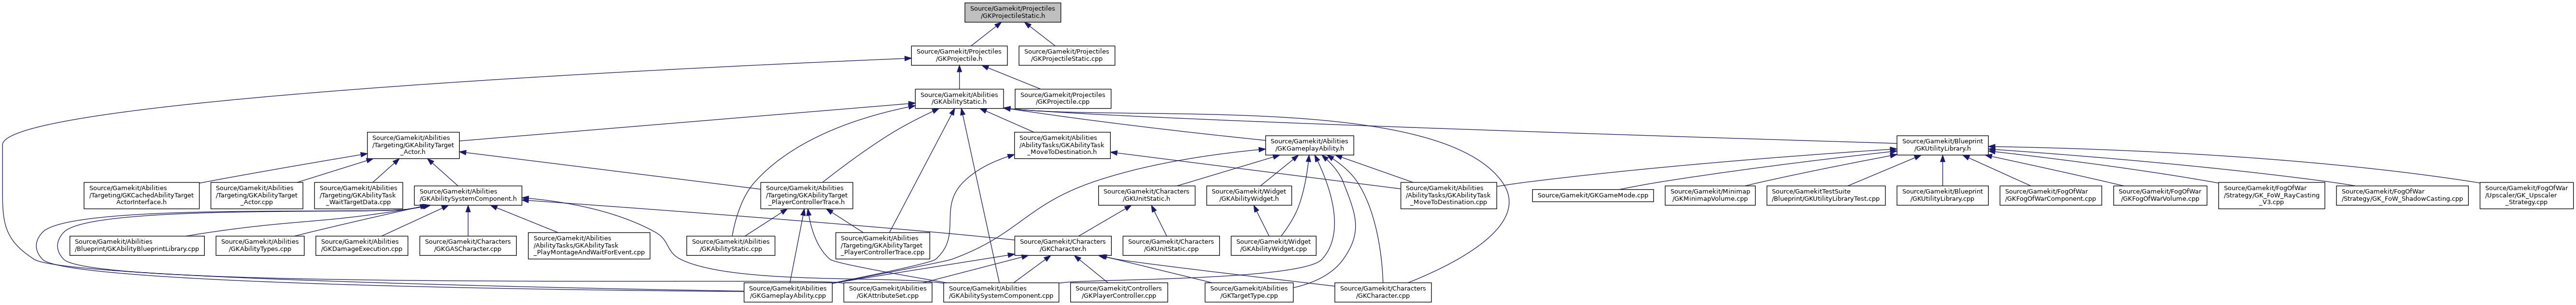 Source/Gamekit/Projectiles
/GKProjectileStatic.h
Source/Gamekit/Projectiles
/GKProjectile.h
Source/Gamekit/Projectiles
/GKProjectileStatic.cpp
Source/Gamekit/Abilities
/GKAbilityStatic.h
Source/Gamekit/Projectiles
/GKProjectile.cpp
Source/Gamekit/Abilities
/Targeting/GKAbilityTarget
_Actor.h
Source/Gamekit/Abilities
/AbilityTasks/GKAbilityTask
_MoveToDestination.h
Source/Gamekit/Abilities
/GKGameplayAbility.h
Source/Gamekit/Blueprint
/GKUtilityLibrary.h
Source/Gamekit/Abilities
/Targeting/GKCachedAbilityTarget
ActorInterface.h
Source/Gamekit/Abilities
/Targeting/GKAbilityTarget
_Actor.cpp
Source/Gamekit/Abilities
/Targeting/GKAbilityTask
_WaitTargetData.cpp
Source/Gamekit/Abilities
/GKAbilitySystemComponent.h
Source/Gamekit/Abilities
/Targeting/GKAbilityTarget
_PlayerControllerTrace.h
Source/Gamekit/Characters
/GKUnitStatic.h
Source/Gamekit/Widget
/GKAbilityWidget.h
Source/Gamekit/Abilities
/AbilityTasks/GKAbilityTask
_MoveToDestination.cpp
Source/Gamekit/GKGameMode.cpp
Source/Gamekit/Minimap
/GKMinimapVolume.cpp
Source/GamekitTestSuite
/Blueprint/GKUtilityLibraryTest.cpp
Source/Gamekit/Blueprint
/GKUtilityLibrary.cpp
Source/Gamekit/FogOfWar
/GKFogOfWarComponent.cpp
Source/Gamekit/FogOfWar
/GKFogOfWarVolume.cpp
Source/Gamekit/FogOfWar
/Strategy/GK_FoW_RayCasting
_V3.cpp
Source/Gamekit/FogOfWar
/Strategy/GK_FoW_ShadowCasting.cpp
Source/Gamekit/FogOfWar
/Upscaler/GK_Upscaler
_Strategy.cpp
Source/Gamekit/Abilities
/Blueprint/GKAbilityBlueprintLibrary.cpp
Source/Gamekit/Abilities
/GKAbilityTypes.cpp
Source/Gamekit/Abilities
/GKDamageExecution.cpp
Source/Gamekit/Characters
/GKGASCharacter.cpp
Source/Gamekit/Abilities
/AbilityTasks/GKAbilityTask
_PlayMontageAndWaitForEvent.cpp
Source/Gamekit/Abilities
/GKAbilityStatic.cpp
Source/Gamekit/Abilities
/Targeting/GKAbilityTarget
_PlayerControllerTrace.cpp
Source/Gamekit/Characters
/GKCharacter.h
Source/Gamekit/Characters
/GKUnitStatic.cpp
Source/Gamekit/Widget
/GKAbilityWidget.cpp
Source/Gamekit/Abilities
/GKGameplayAbility.cpp
Source/Gamekit/Abilities
/GKAttributeSet.cpp
Source/Gamekit/Abilities
/GKAbilitySystemComponent.cpp
Source/Gamekit/Controllers
/GKPlayerController.cpp
Source/Gamekit/Abilities
/GKTargetType.cpp
Source/Gamekit/Characters
/GKCharacter.cpp